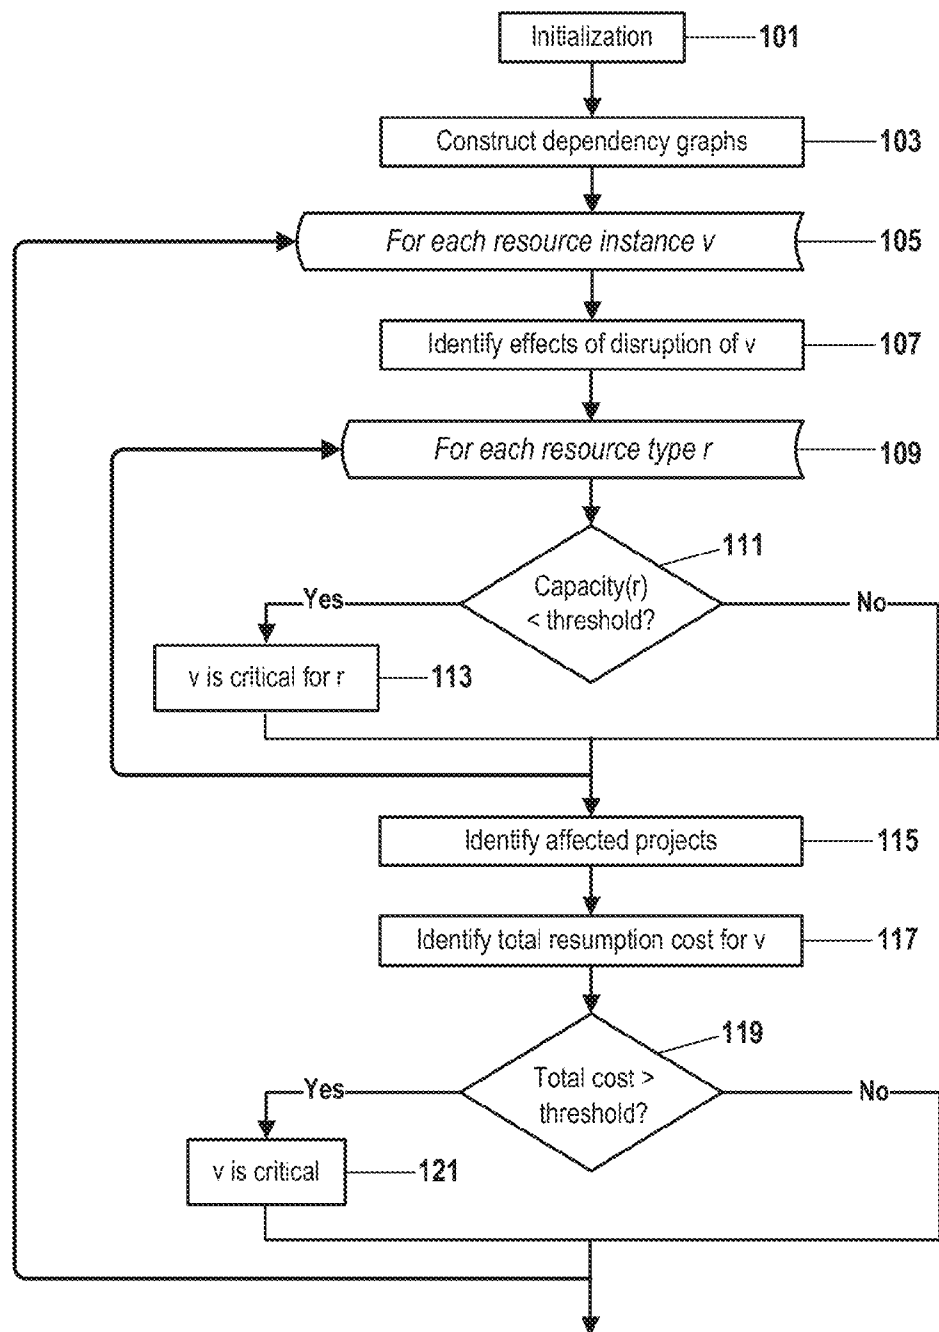 Initialization 101
Construct dependency graphs 103
For each resource instance v 105
Identify effects of disruption of v 107
For each resource type r 109
111
Capacity(r)
< threshold?
Yes
No
v is critical for r 113
Identify affected projects 115
Identify total resumption cost for v 117
119
Total cost >
threshold?
Yes
No
v is critical 121